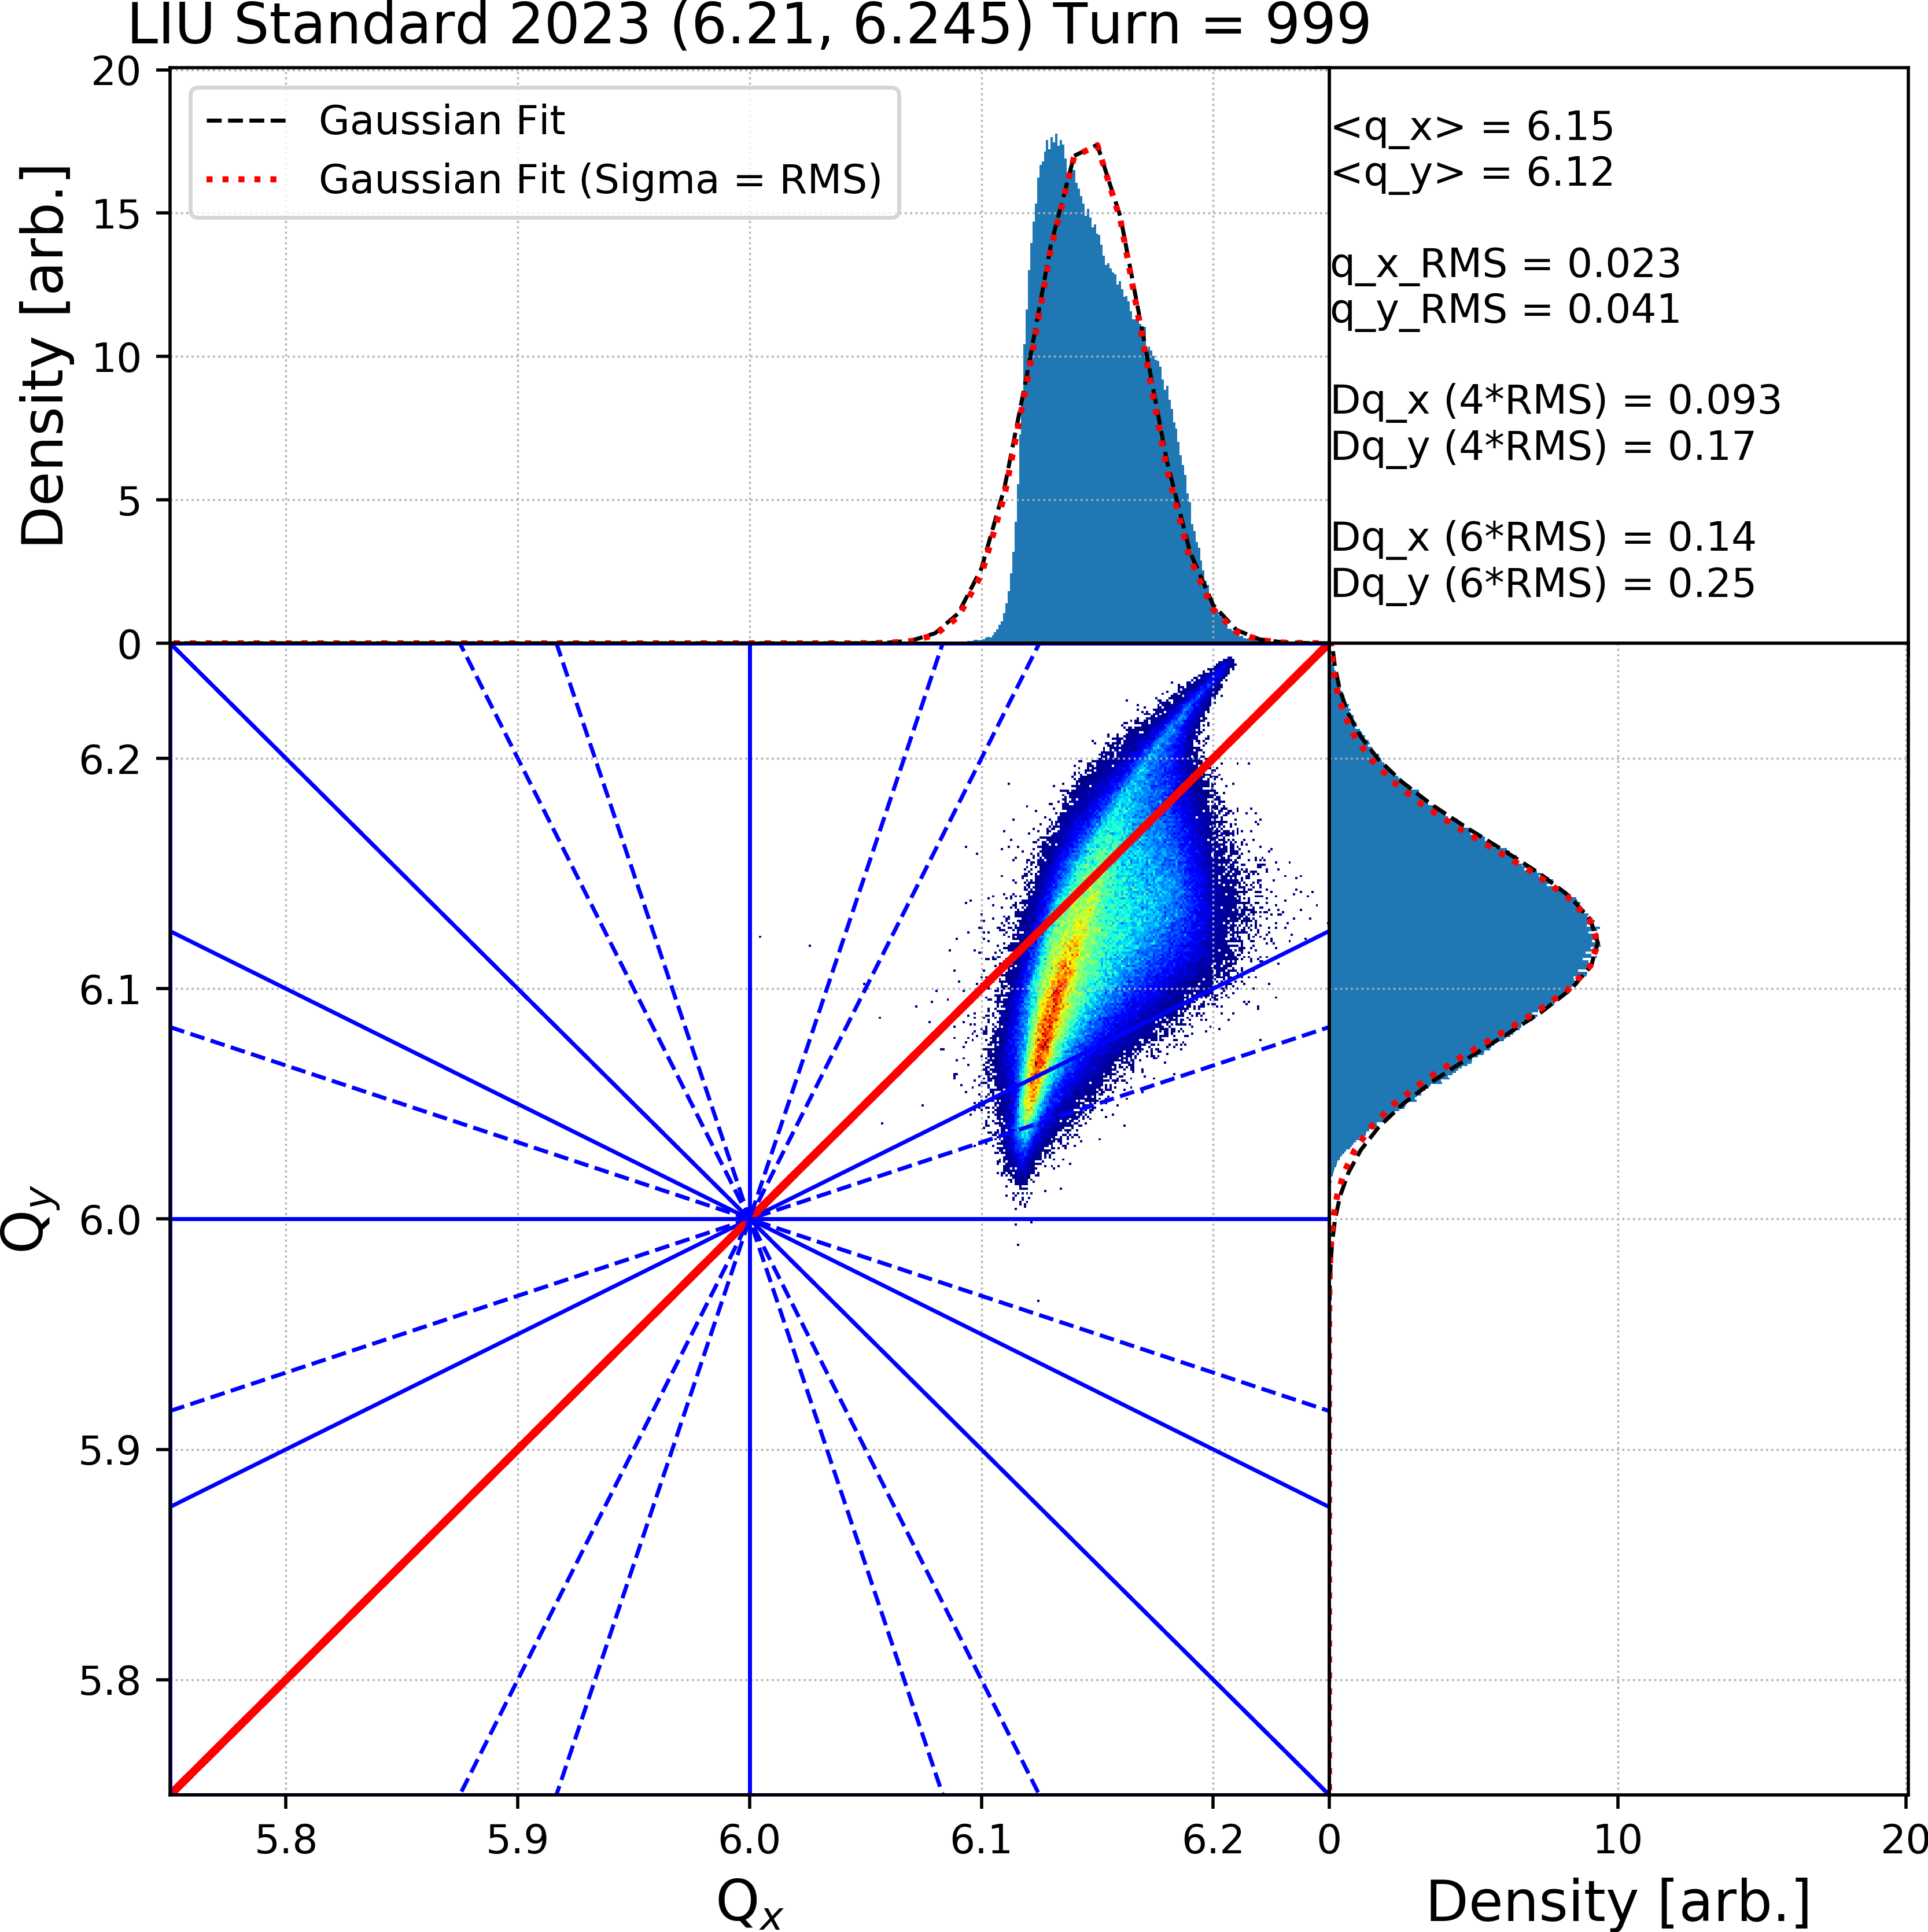 LIU Standard 2023 (6.21, 6.245) Turn = 999
20
15
10
5
0
Density [arb.]
Gaussian Fit
Gaussian Fit (Sigma = RMS)
<q_x> = 6.15
<q_y> = 6.12
q_x_RMS = 0.023
q_y_RMS = 0.041
Dq_x (4*RMS) = 0.093
Dq_y (4*RMS) = 0.17
Dq_x (6*RMS) = 0.14
Dq_y (6*RMS) = 0.25
6.2
6.1
6.0
5.9
5.8
Qy
5.8 5.9 6.0 6.1 6.2
Qx
0 10 20
Density [arb.]